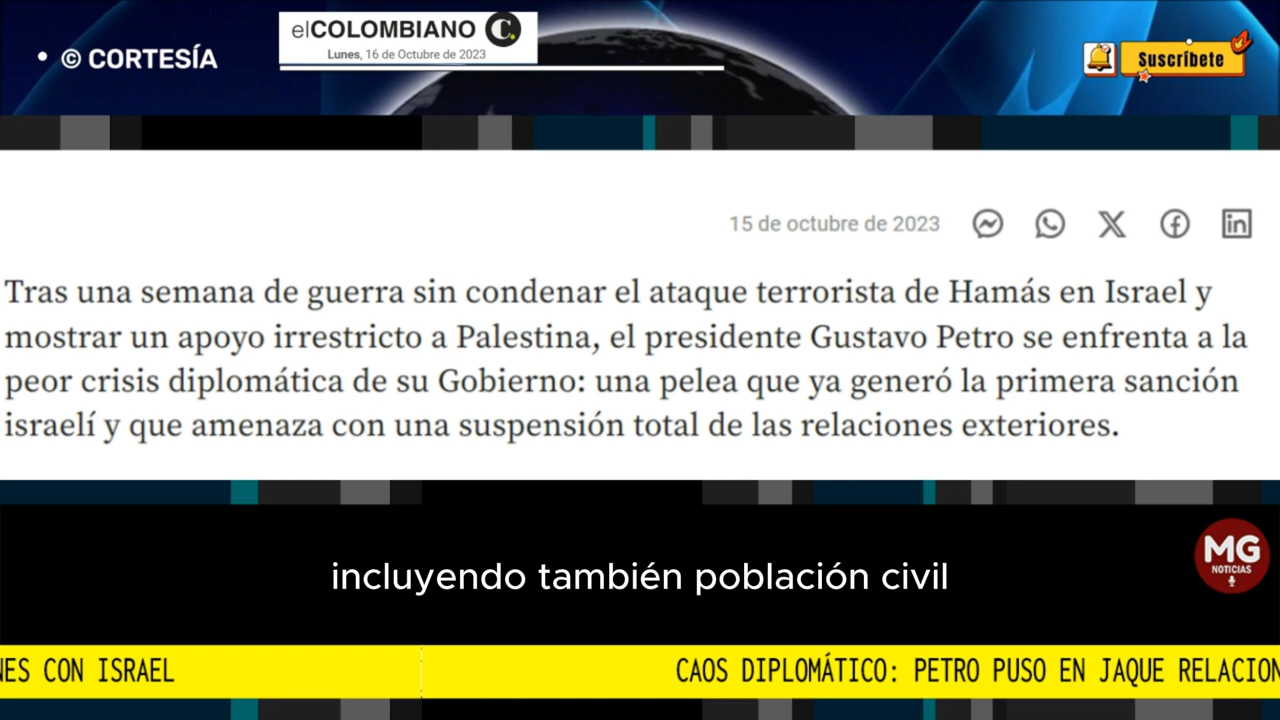 • © CORTESÍA
elCOLOMBIANO C.
Lunes, 16 de Octubre de 2023
Suscríbete
15 de octubre de 2023
Tras una semana de guerra sin condenar el ataque terrorista de Hamás en Israel y
mostrar un apoyo irrestricto a Palestina, el presidente Gustavo Petro se enfrenta a la
peor crisis diplomática de su Gobierno: una pelea que ya generó la primera sanción
israelí y que amenaza con una suspensión total de las relaciones exteriores.
MG
NOTICIAS
incluyendo también población civil
NES CON ISRAEL
CAOS DIPLOMÁTICO: PETRO PUSO EN JAQUE RELACION